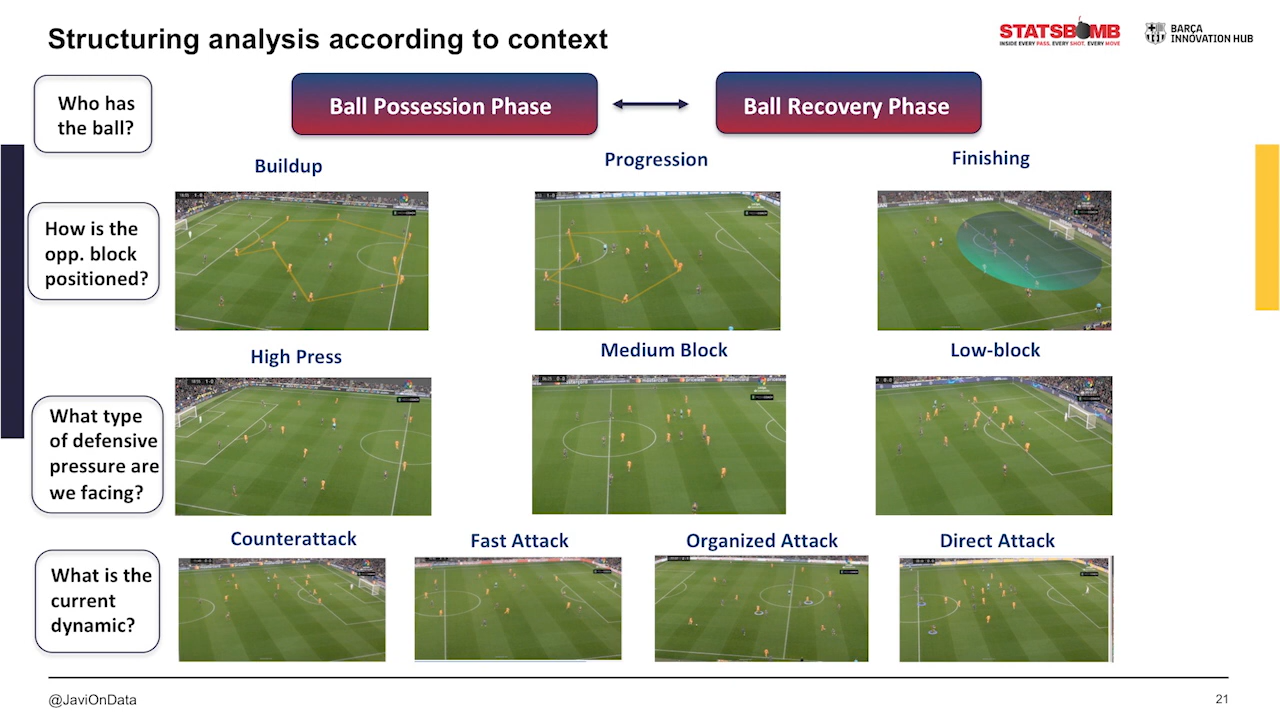 Structuring analysis according to context
STATSBOMB
INSIDE EVERY PASS. EVERY SHOT. EVERY MOVE
BARÇA
INNOVATION HUB
Who has
the ball?
Ball Possession Phase
Ball Recovery Phase
Buildup
Progression
Finishing
How is the
opp. block
positioned?
High Press
Medium Block
Low-block
What type
of defensive
pressure are
we facing?
Counterattack
Fast Attack
Organized Attack
Direct Attack
What is the
current
dynamic?
@JaviOnData
21